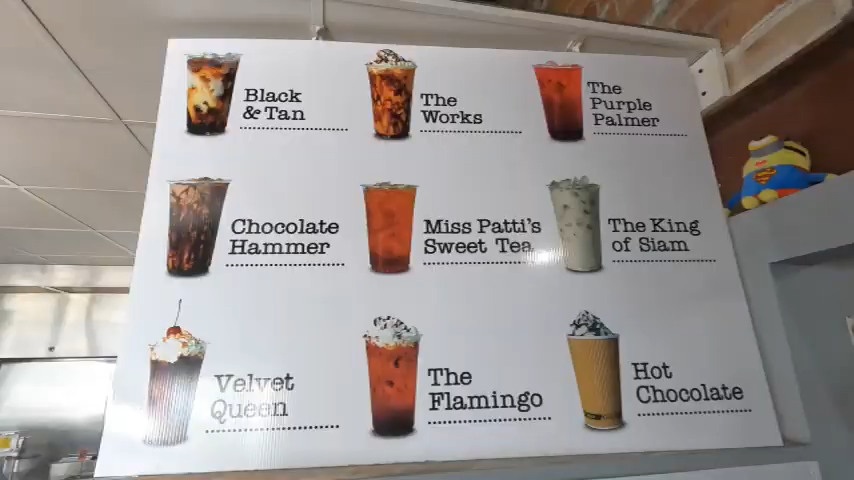 Black
& Tan
The
Works
The
Purple
Palmer
Chocolate
Hammer
Miss Patti's
Sweet Tea
The King
of Siam
Velvet
Queen
The
Flamingo
Hot
Chocolate